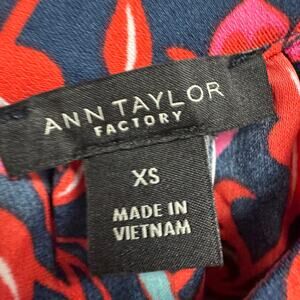 ANN TAYLOR
FACTORY
XS
MADE IN
VIETNAM